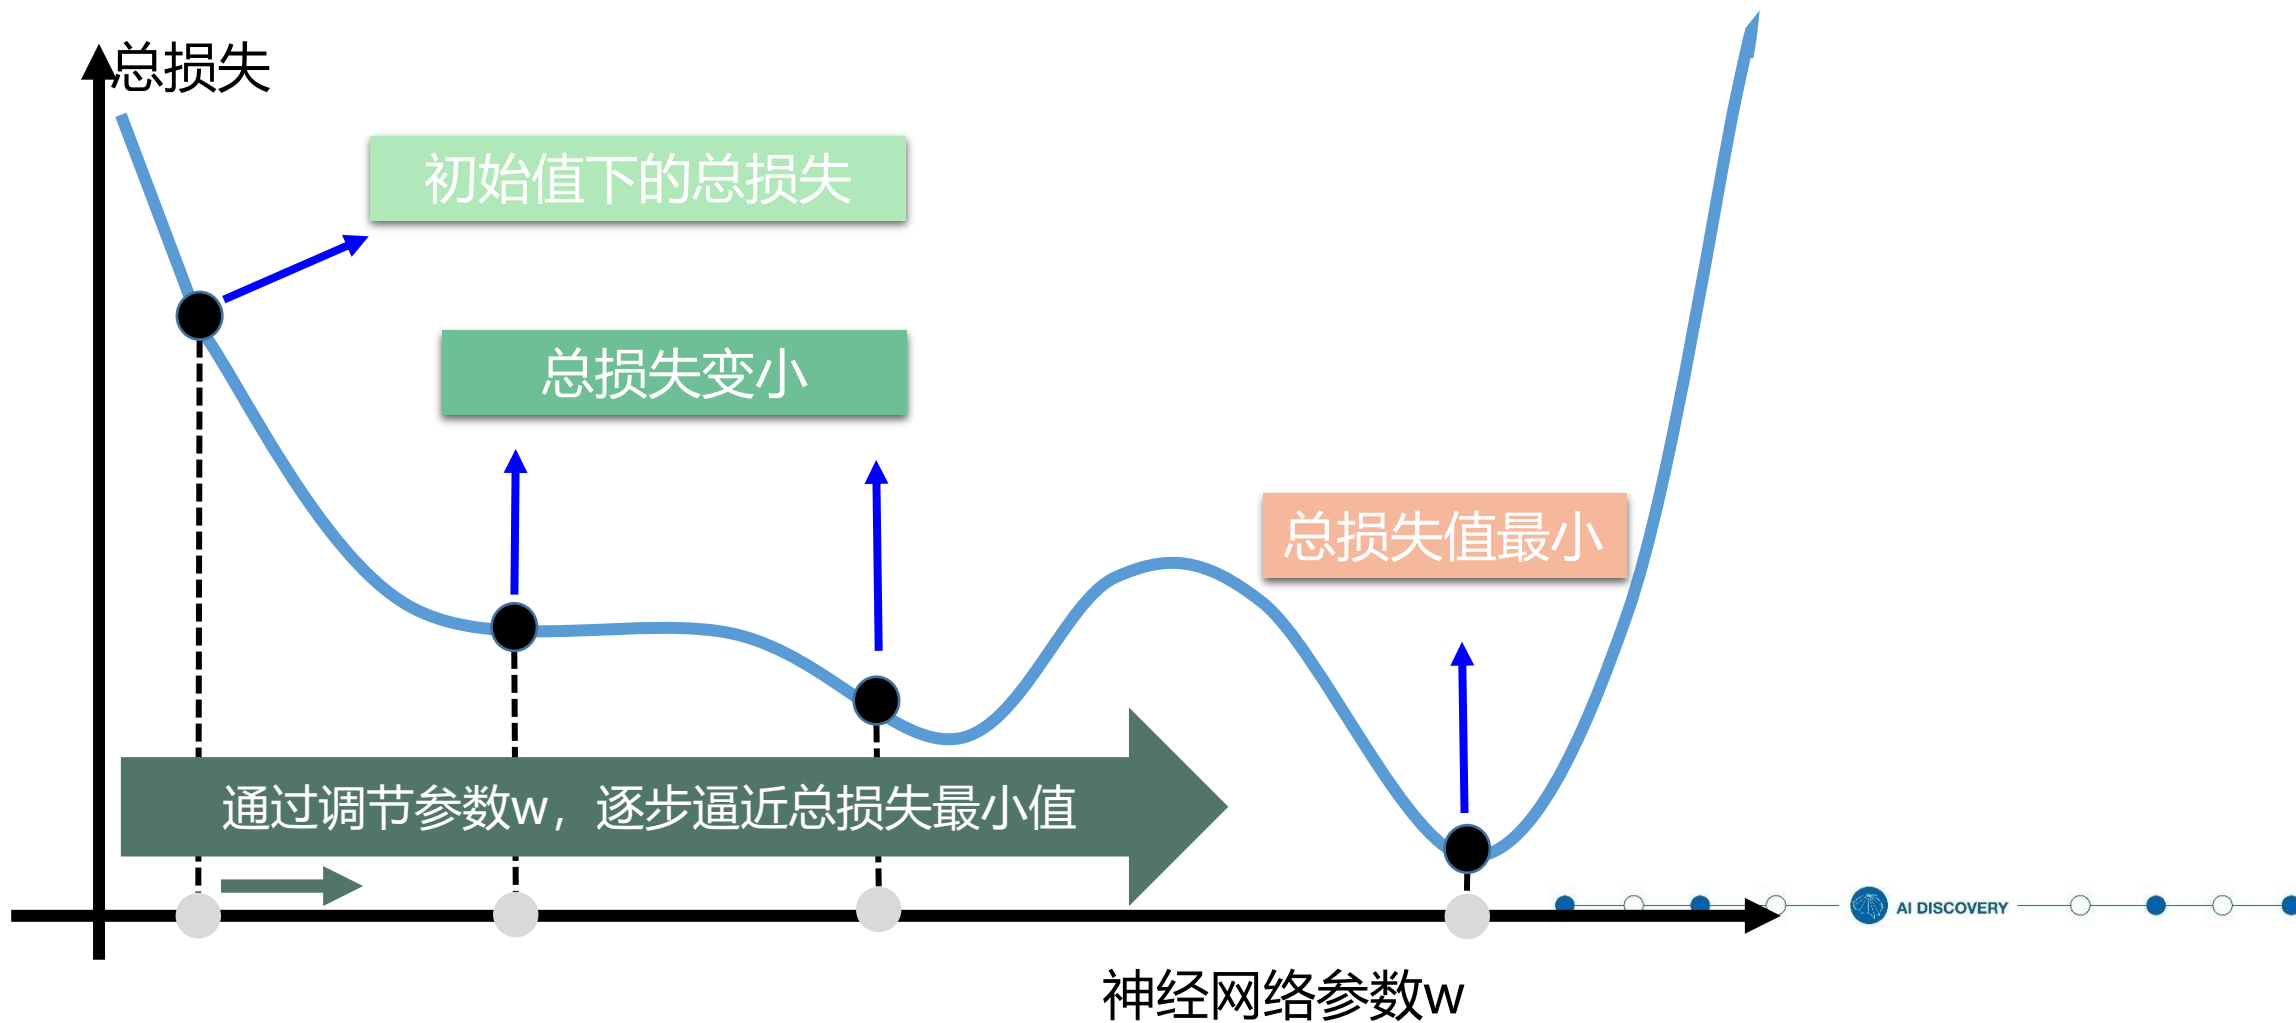 总损失
初始值下的总损失
总损失变小
总损失值最小
通过调节参数w，逐步逼近总损失最小值
AI DISCOVERY
神经网络参数w